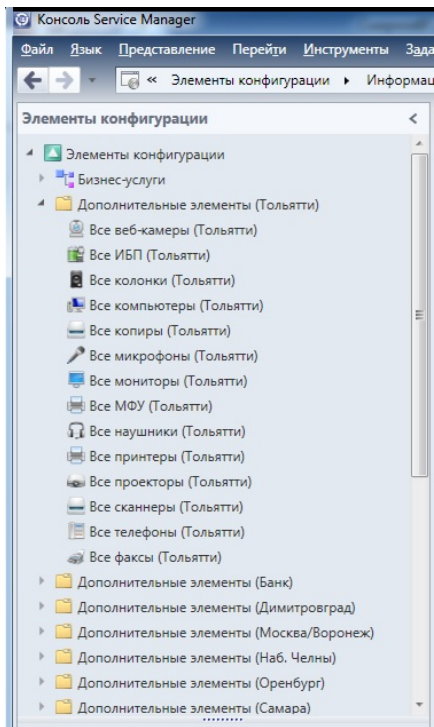 Консоль Service Manager
Файл Язык Представление Перейти Инструменты Зада
« Элементы конфигурации Информац
Элементы конфигурации
Элементы конфигурации
Бизнес-услуги
Дополнительные элементы (Тольятти)
Все веб-камеры (Тольятти)
Все ИБП (Тольятти)
Все колонки (Тольятти)
Все компьютеры (Тольятти)
Все копиры (Тольятти)
Все микрофоны (Тольятти)
Все мониторы (Тольятти)
Все МФУ (Тольятти)
Все наушники (Тольятти)
Все принтеры (Тольятти)
Все проекторы (Тольятти)
Все сканнеры (Тольятти)
Все телефоны (Тольятти)
Все факсы (Тольятти)
Дополнительные элементы (Банк)
Дополнительные элементы (Димитровград)
Дополнительные элементы (Москва/Воронеж)
Дополнительные элементы (Наб. Челны)
Дополнительные элементы (Оренбург)
Дополнительные элементы (Самара)